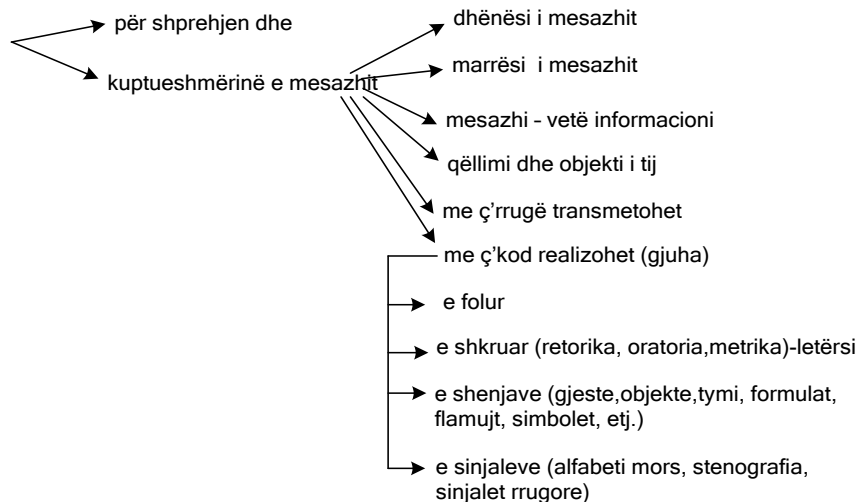 për shprehjen dhe
kuptueshmërinë e mesazhit
dhënësi i mesazhit
marrësi i mesazhit
mesazhi - vetë informacioni
qëllimi dhe objekti i tij
me ç'rrugë transmetohet
me ç'kod realizohet (gjuha)
e folur
e shkruar (retorika, oratoria,metrika)-letërsi
e shenjave (gjeste,objekte,tymi, formulat,
flamujt, simbolet, etj.)
e sinjaleve (alfabeti mors, stenografia,
sinjalet rrugore)